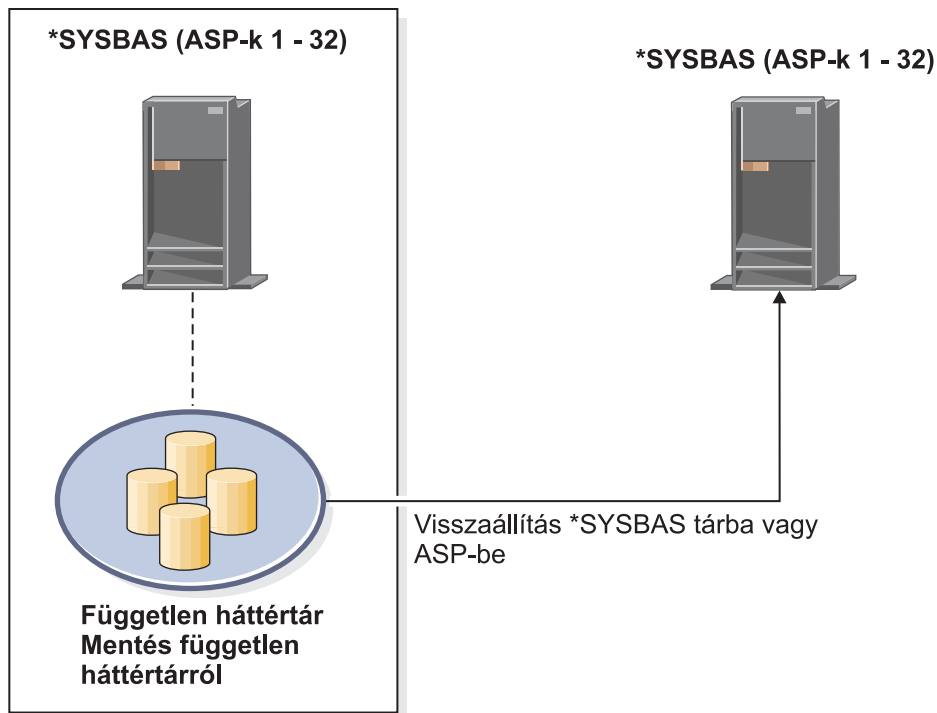 *SYSBAS (ASP-k 1 - 32)
*SYSBAS (ASP-k 1 - 32)
Visszaállítás *SYSBAS tárba vagy
ASP-be
Független háttértár
Mentés független
háttértárról